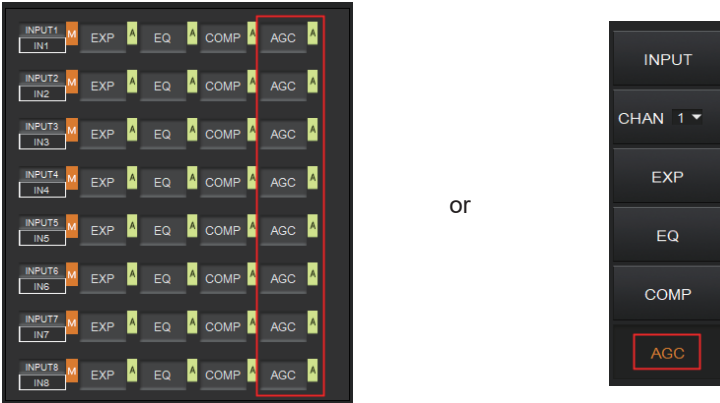 INPUT1 M EXP A EQ A COMP A AGC A
IN1
INPUT2 M EXP A EQ A COMP A AGC A
IN2
INPUT3 M EXP A EQ A COMP A AGC A
IN3
INPUT4 M EXP A EQ A COMP A AGC A
IN4
INPUT5 M EXP A EQ A COMP A AGC A
IN5
INPUT6 M EXP A EQ A COMP A AGC A
IN6
INPUT7 M EXP A EQ A COMP A AGC A
IN7
INPUT8 M EXP A EQ A COMP A AGC A
IN8
or
INPUT
CHAN 1
EXP
EQ
COMP
AGC